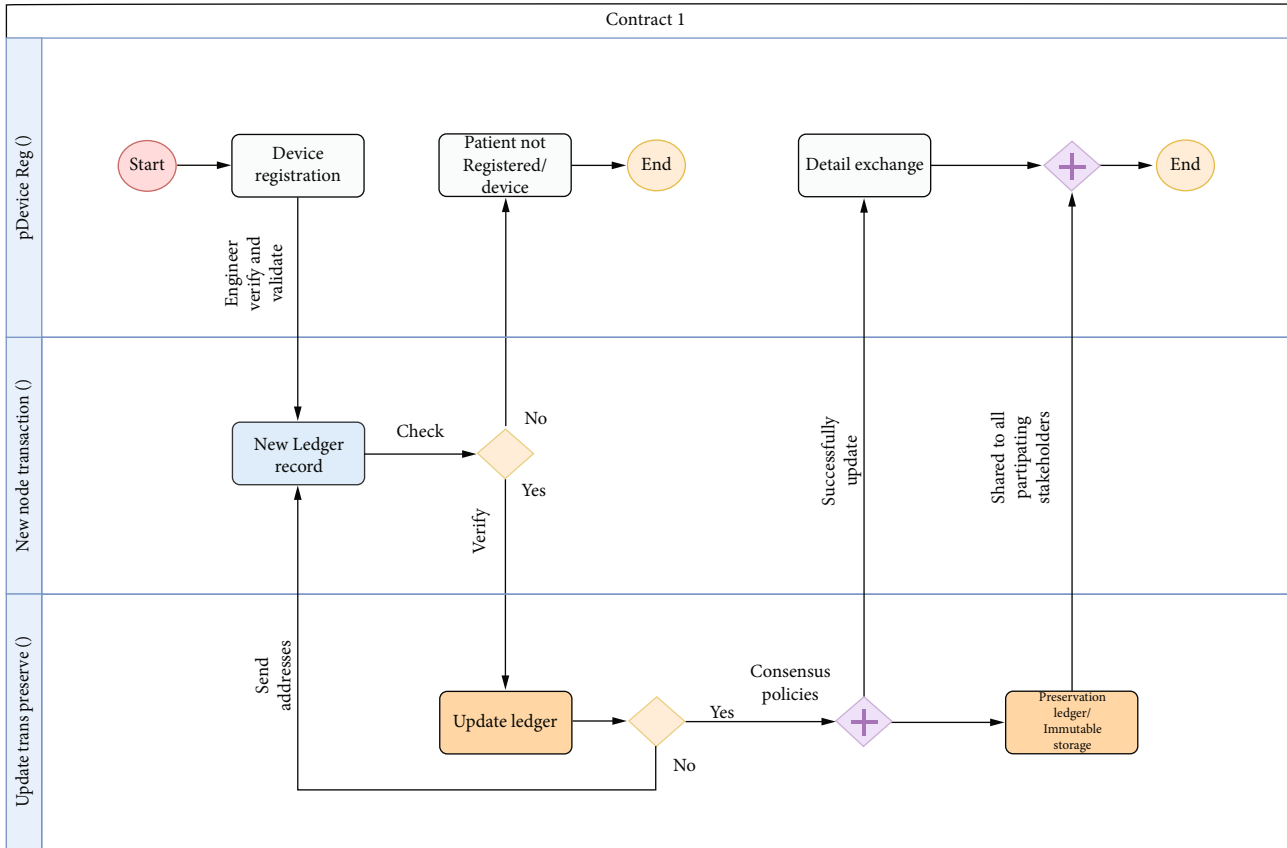 Contract 1
pDevice Reg ()
Start
Device
registration
Patient not
Registered/
device
End
Detail exchange
End
Engineer
verify and
validate
New node transaction ()
New Ledger
record
Check
No
Yes
Verify
Successfully
update
Shared to all
partipating
stakeholders
Update trans preserve ()
Send
addresses
Update ledger
Yes
No
Consensus
policies
Preservation
ledger/
Immutable
storage